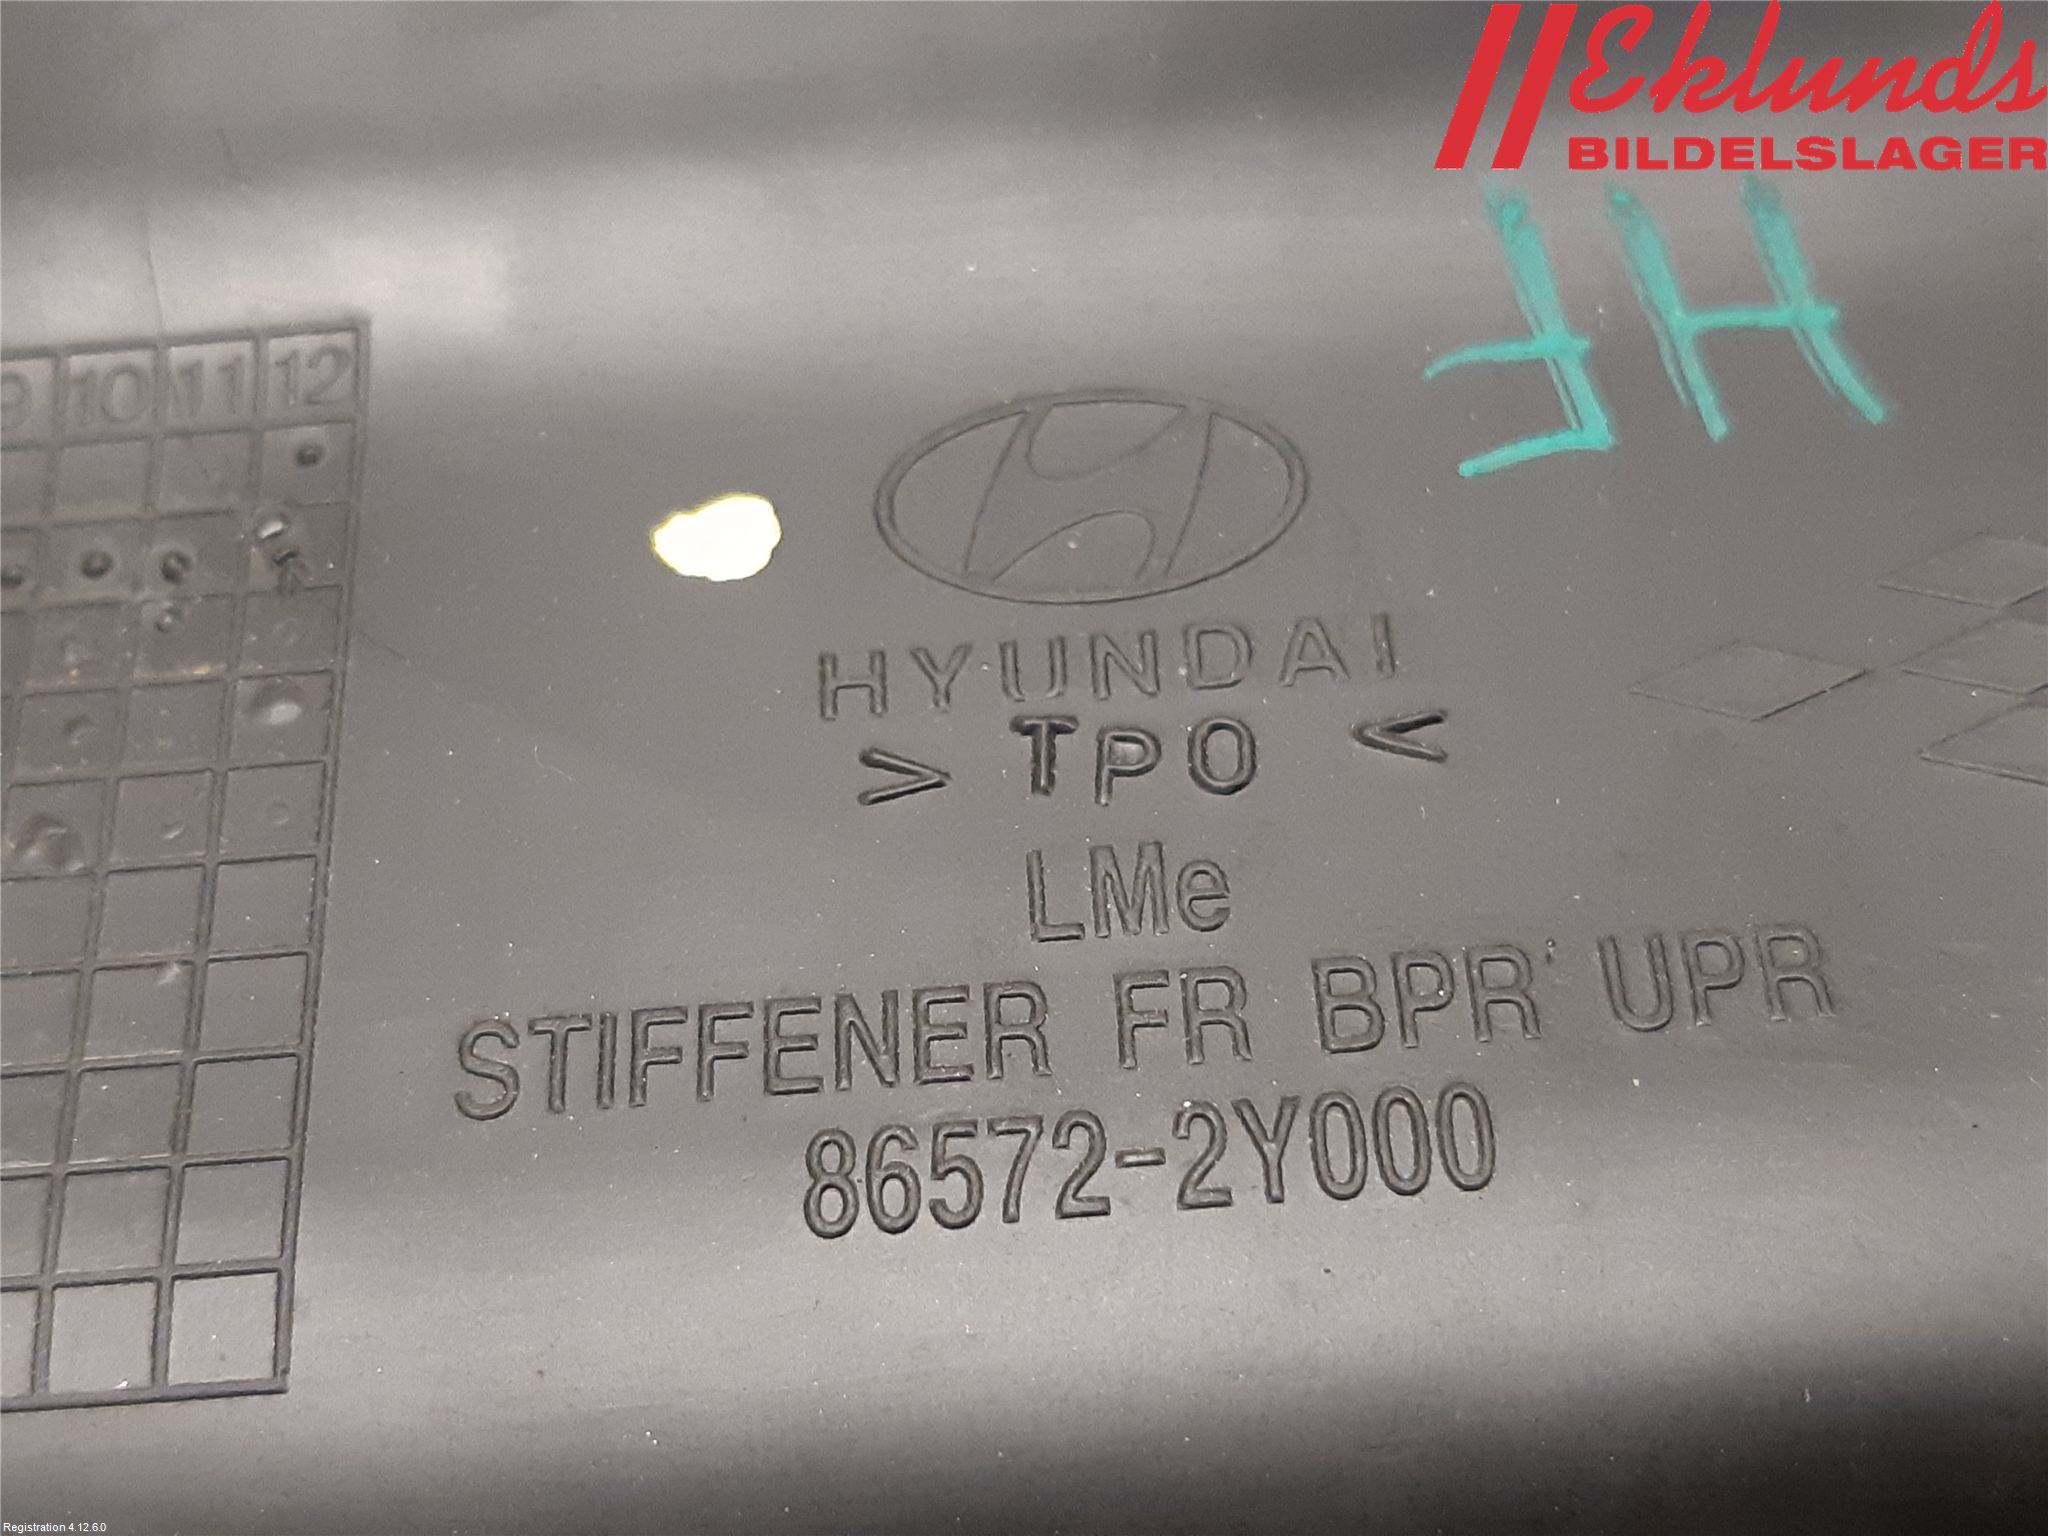 Eklunds
BILDELSLAGER
HF
9 10 11 12
HYUNDAI
> TPO <
LMe
STIFFENER FR BPR UPR
86572-2Y000
Registration 4.12.6.0